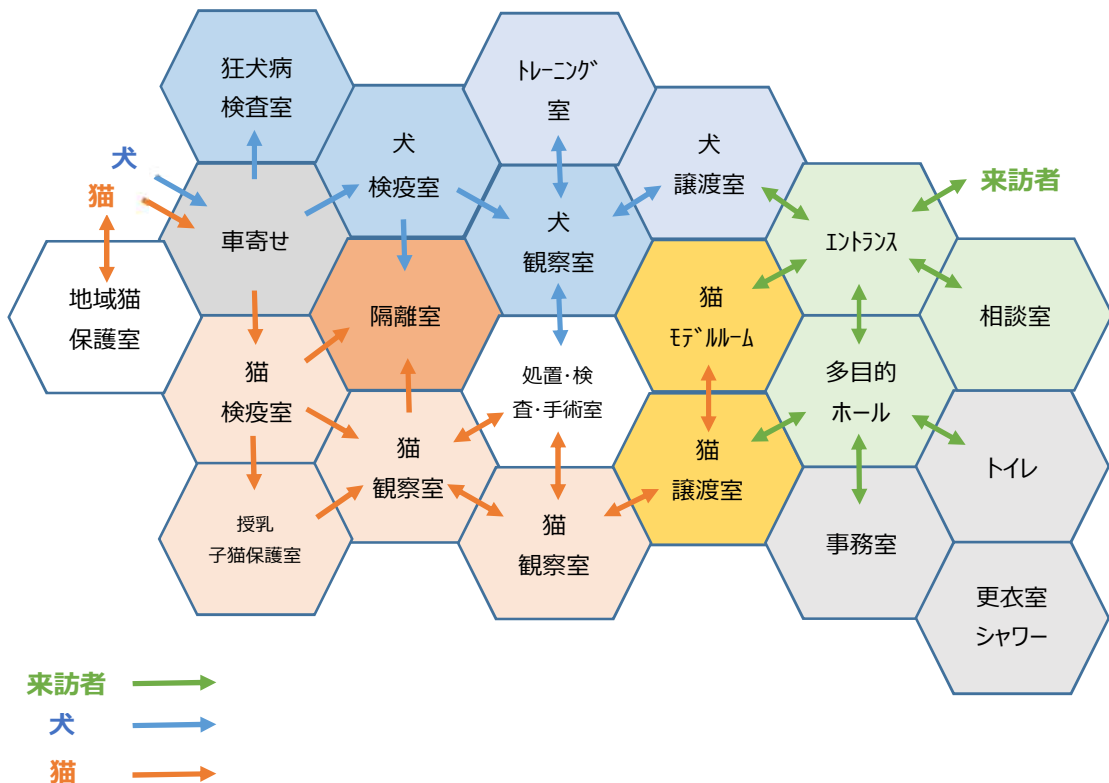 狂犬病
検査室
トレーニング
室
犬
検疫室
犬
譲渡室
犬
猫
来訪者
車寄せ
犬
観察室
エントランス
地域猫
保護室
隔離室
猫
モデルルーム
相談室
猫
検疫室
処置・検
査・手術室
多目的
ホール
猫
観察室
猫
譲渡室
トイレ
授乳
子猫保護室
猫
観察室
事務室
更衣室
シャワー
来訪者
犬
猫